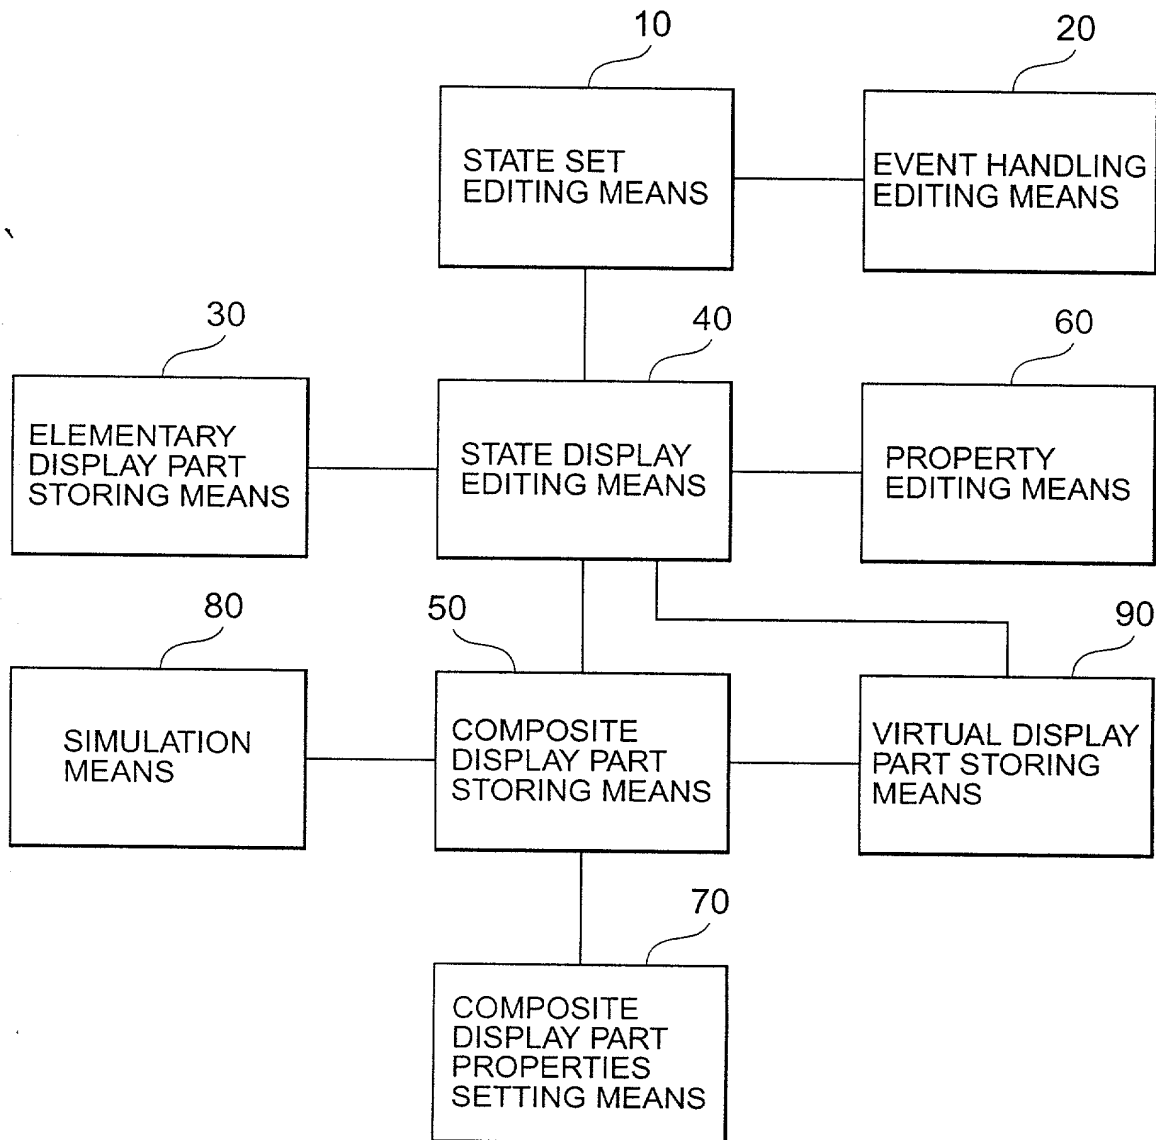 10
20
STATE SET
EDITING MEANS
EVENT HANDLING
EDITING MEANS
30
40
60
ELEMENTARY
DISPLAY PART
STORING MEANS
STATE DISPLAY
EDITING MEANS
PROPERTY
EDITING MEANS
80
50
90
SIMULATION
MEANS
COMPOSITE
DISPLAY PART
STORING MEANS
VIRTUAL DISPLAY
PART STORING
MEANS
70
COMPOSITE
DISPLAY PART
PROPERTIES
SETTING MEANS